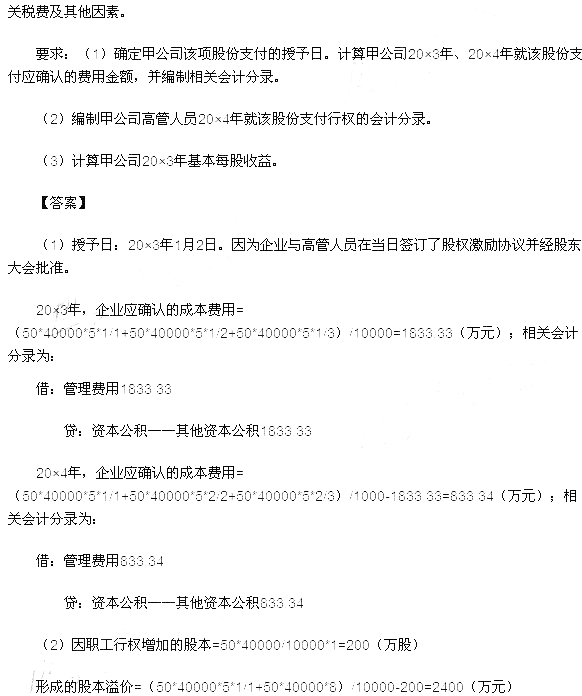 关税费及其他因素。
要求：（1）确定甲公司该项股份支付的授予日。计算甲公司20×3年、20×4年就该股份支
付应确认的费用金额，并编制相关会计分录。
（2）编制甲公司高管人员20×4年就该股份支付行权的会计分录。
（3）计算甲公司20×3年基本每股收益。
【答案】
（1）授予日：20×3年1月2日。因为企业与高管人员在当日签订了股权激励协议并经股东
大会批准。
20×3年，企业应确认的成本费用=
（50*40000*5*1/1+50*40000*5*1/2+50*40000*5*1/3）/10000=1833.33（万元）；相关会计
分录为：
借：管理费用1833.33
贷：资本公积——其他资本公积1833.33
20×4年，企业应确认的成本费用=
（50*40000*5*1/1+50*40000*5*2/2+50*40000*5*2/3）/1000-1833.33=833.34（万元）；相
关会计分录为：
借：管理费用833.34
贷：资本公积——其他资本公积833.34
（2）因职工行权增加的股本=50*40000/10000*1=200（万股）
形成的股本溢价=（50*40000*5*1/1+50*40000*8）/10000-200=2400（万元）